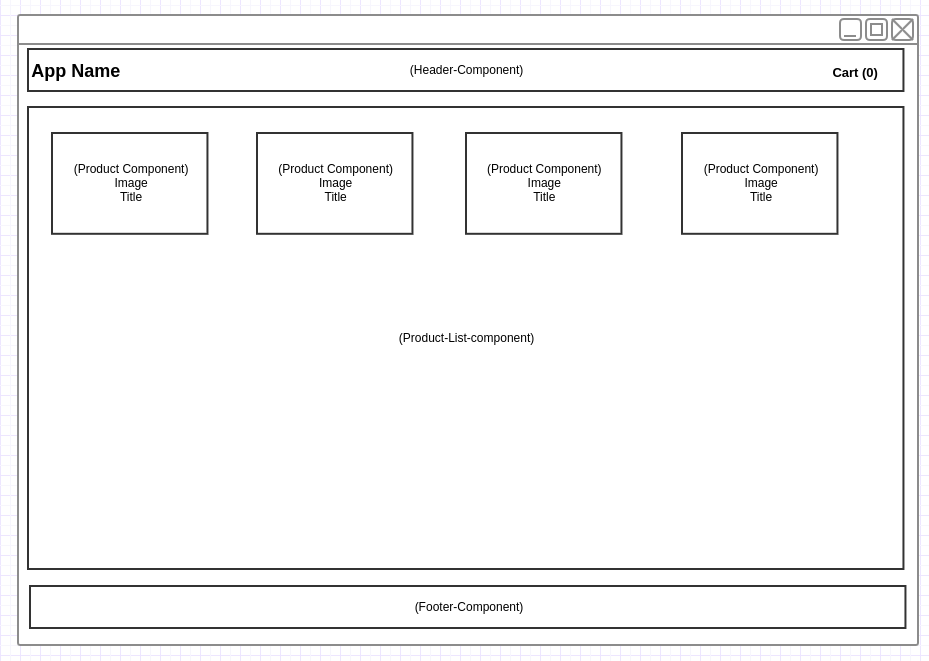 App Name
(Header-Component)
Cart (0)
(Product Component)
Image
Title
(Product Component)
Image
Title
(Product Component)
Image
Title
(Product Component)
Image
Title
(Product-List-component)
(Footer-Component)